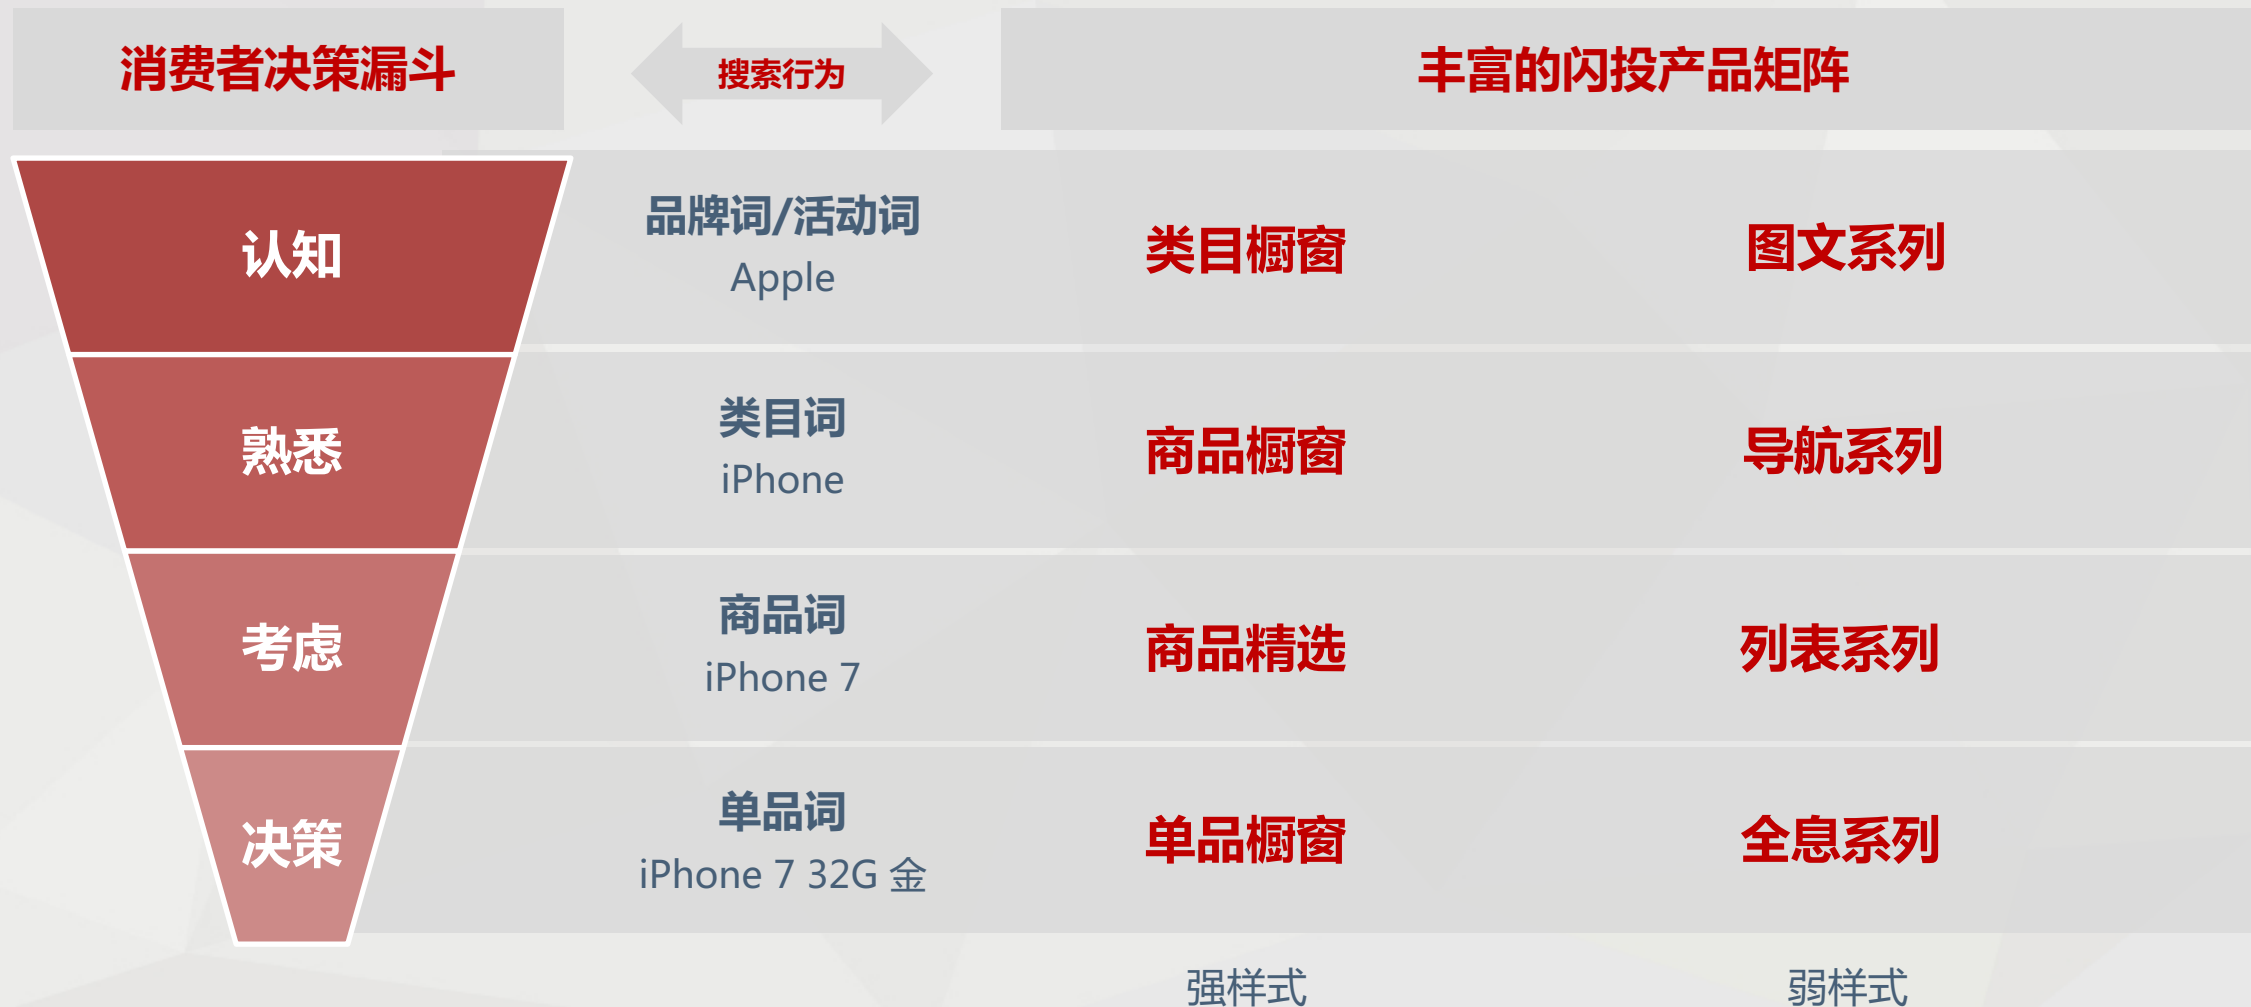 消费者决策漏斗
搜索行为
丰富的闪投产品矩阵
认知
品牌词/活动词
Apple
类目橱窗
图文系列
熟悉
类目词
iPhone
商品橱窗
导航系列
考虑
商品词
iPhone 7
商品精选
列表系列
决策
单品词
iPhone 7 32G 金
单品橱窗
全息系列
强样式
弱样式